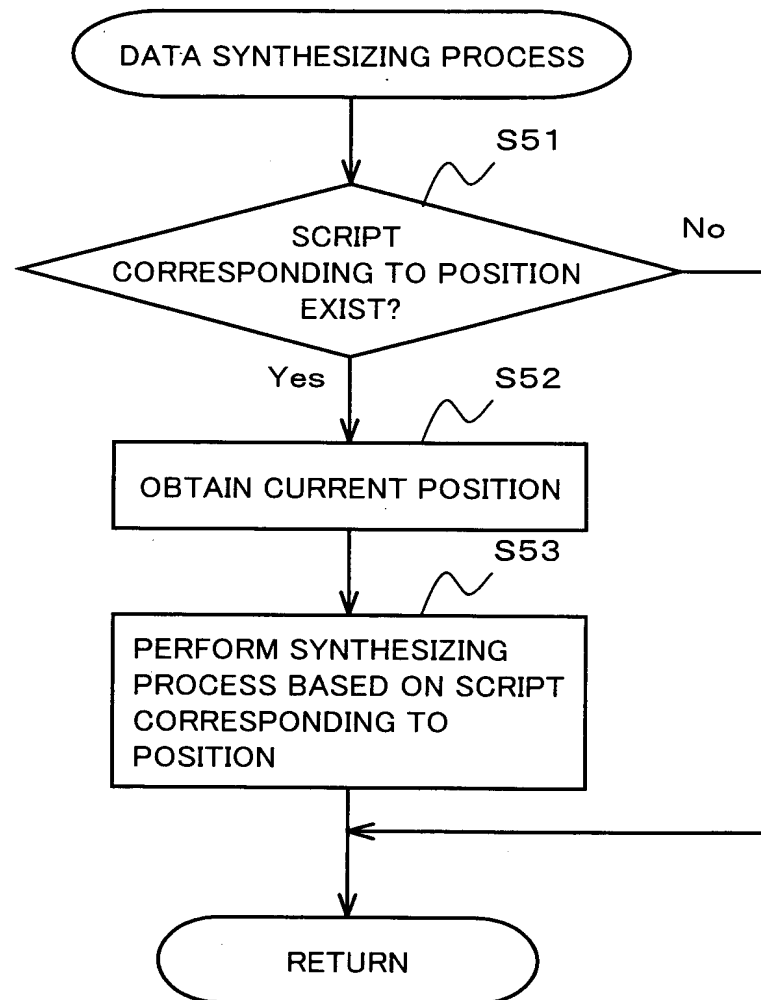 DATA SYNTHESIZING PROCESS
S51
SCRIPT
CORRESPONDING TO POSITION
EXIST?
No
Yes
S52
OBTAIN CURRENT POSITION
S53
PERFORM SYNTHESIZING
PROCESS BASED ON SCRIPT
CORRESPONDING TO
POSITION
RETURN